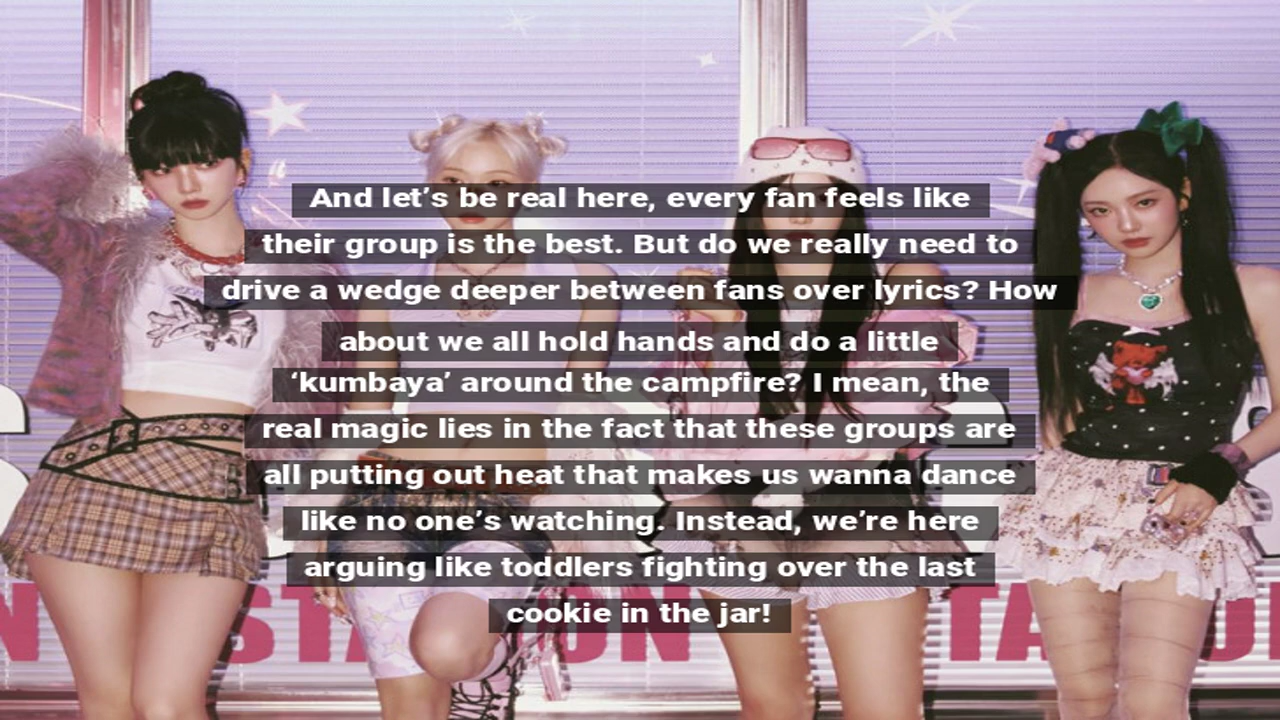 And let’s be real here, every fan feels like
their group is the best. But do we really need to
drive a wedge deeper between fans over lyrics? How
about we all hold hands and do a little
‘kumbaya’ around the campfire? I mean, the
real magic lies in the fact that these groups are
all putting out heat that makes us wanna dance
like no one’s watching. Instead, we’re here
arguing like toddlers fighting over the last
cookie in the jar!